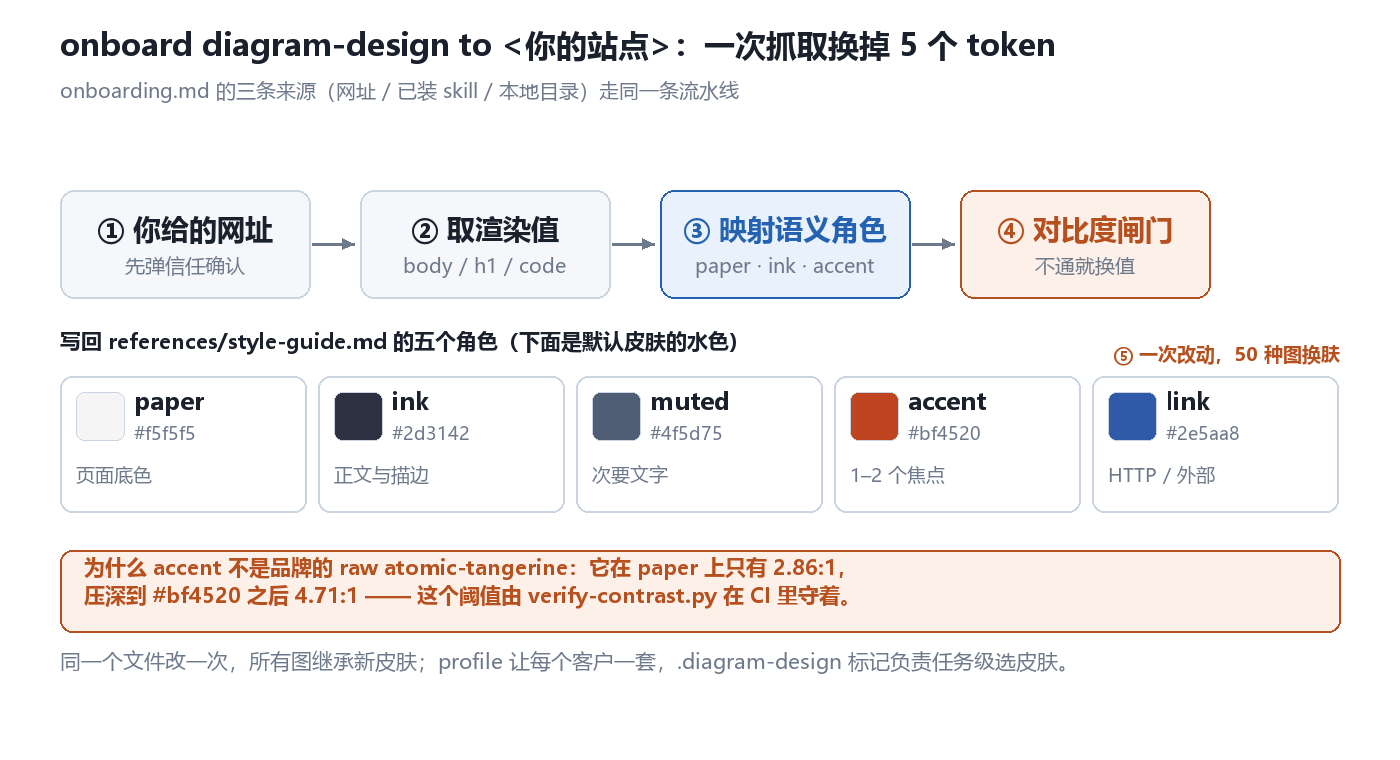 onboard diagram-design to <你的站点>：一次抓取换掉 5 个 token
onboarding.md 的三条来源（网址 / 已装 skill / 本地目录）走同一条流水线
① 你给的网址
先弹信任确认
② 取渲染值
body / h1 / code
③ 映射语义角色
paper · ink · accent
④ 对比度闸门
不通就换值
写回 references/style-guide.md 的五个角色（下面是默认皮肤的水色）
⑤ 一次改动，50 种图换肤
paper
#f5f5f5
页面底色
ink
#2d3142
正文与描边
muted
#4f5d75
次要文字
accent
#bf4520
1–2 个焦点
link
#2e5aa8
HTTP / 外部
为什么 accent 不是品牌的 raw atomic-tangerine：它在 paper 上只有 2.86:1，
压深到 #bf4520 之后 4.71:1 —— 这个阈值由 verify-contrast.py 在 CI 里守着。
同一个文件改一次，所有图继承新皮肤；profile 让每个客户一套，.diagram-design 标记负责任务级选皮肤。